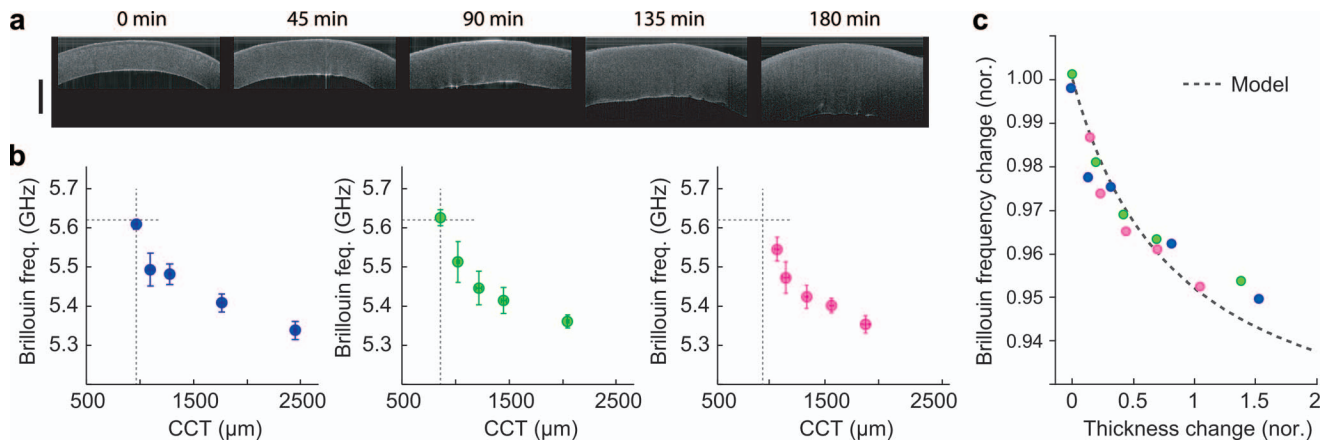 a
0 min 45 min 90 min 135 min 180 min
b
Brillouin freq. (GHz)
5.7
5.6
5.5
5.4
5.3
500 1500 2500
CCT (µm)
Brillouin feq. (GHz)
5.7
5.6
5.5
5.4
5.3
500 1500 2500
CCT (µm)
Brillouin freq. (GHz)
5.7
5.6
5.5
5.4
5.3
500 1500 2500
CCT (µm)
c
Brillouin frequency change (nor.)
1.00
0.99
0.98
0.97
0.96
0.95
0.94
Model
0 0.5 1 1.5 2
Thickness change (nor.)